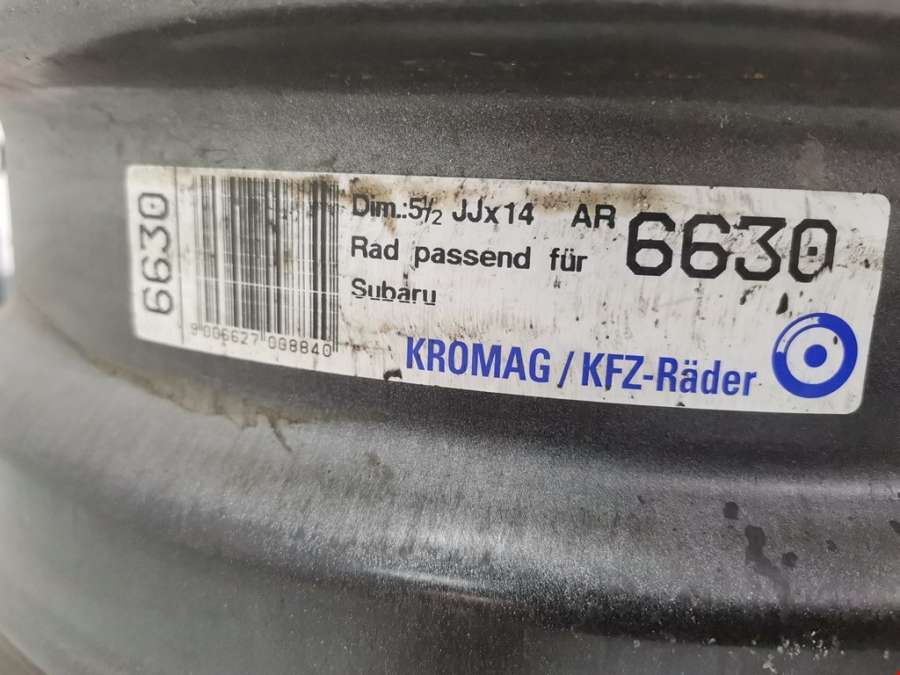 6630
Dim.:5½ JJx14 AR 6630
Rad passend für
Subaru
9 006627 008840
KROMAG / KFZ-Räder